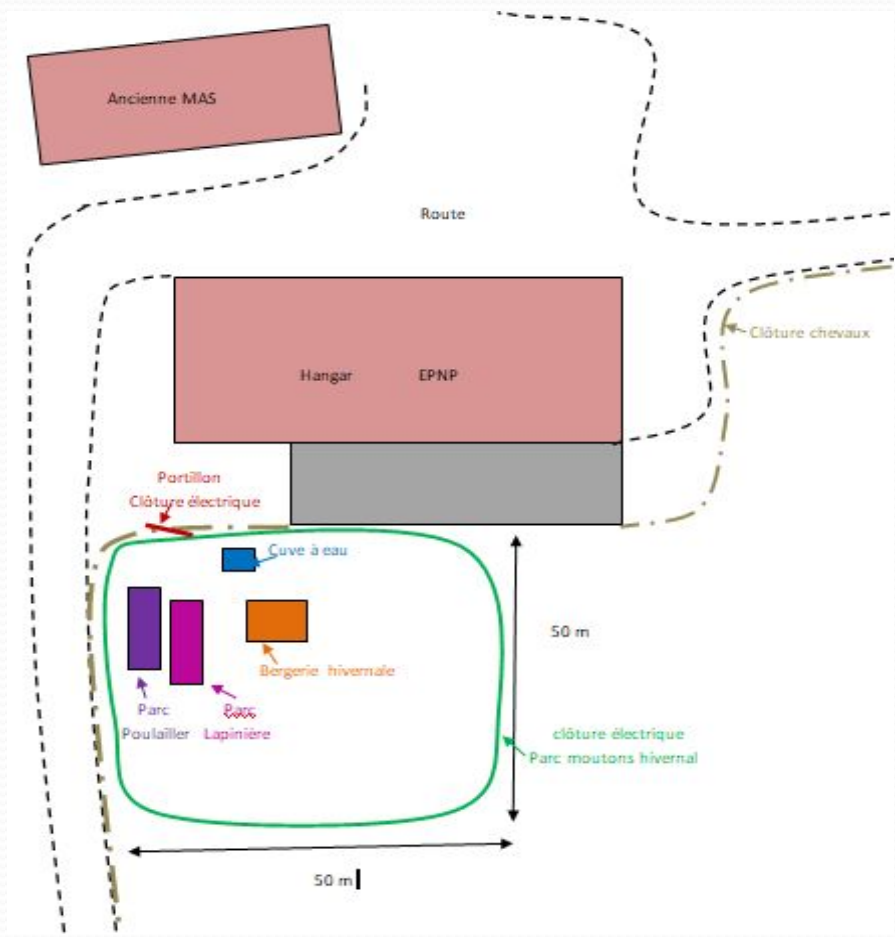 Ancienne MAS
Route
Clôture chevaux
Hangar EPNP
Portillon
Clôture électrique
Cuve à eau
50 m
Bergerie hivernale
Parc
Poulailler
Parc
Lapinière
clôture électrique
Parc moutons hivernal
50 m